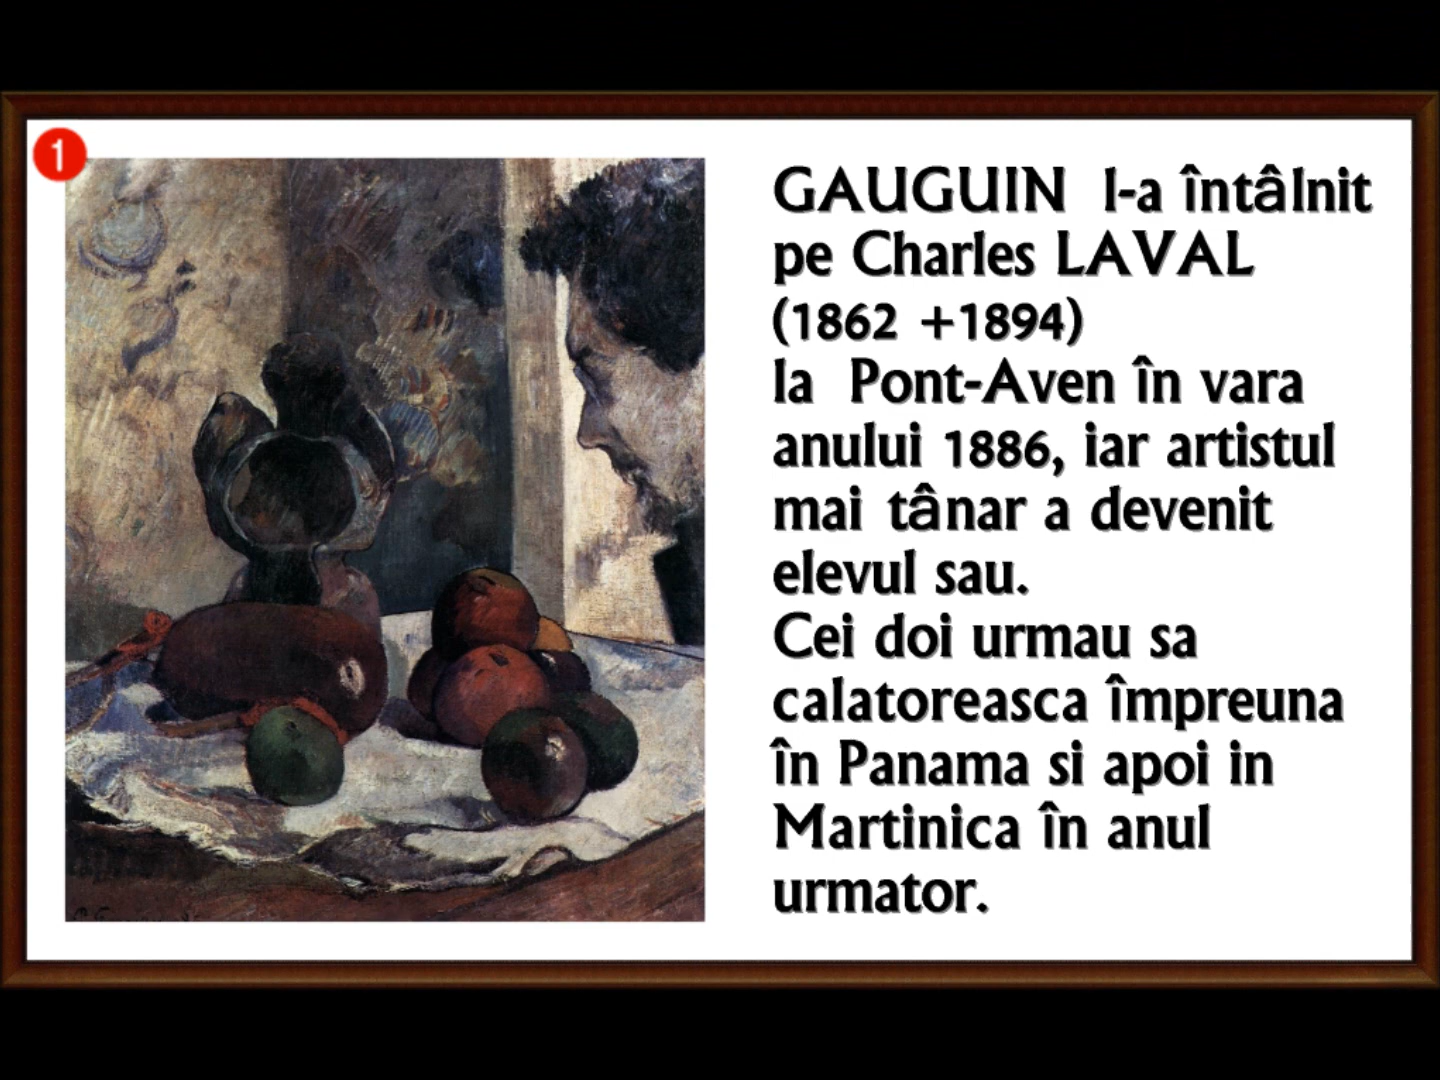 1
GAUGUIN l-a întâlnit
pe Charles LAVAL
(1862 +1894)
la Pont-Aven în vara
anului 1886, iar artistul
mai tânar a devenit
elevul sau.
Cei doi urmau sa
calatoreasca împreuna
în Panama si apoi in
Martinica în anul
urmator.